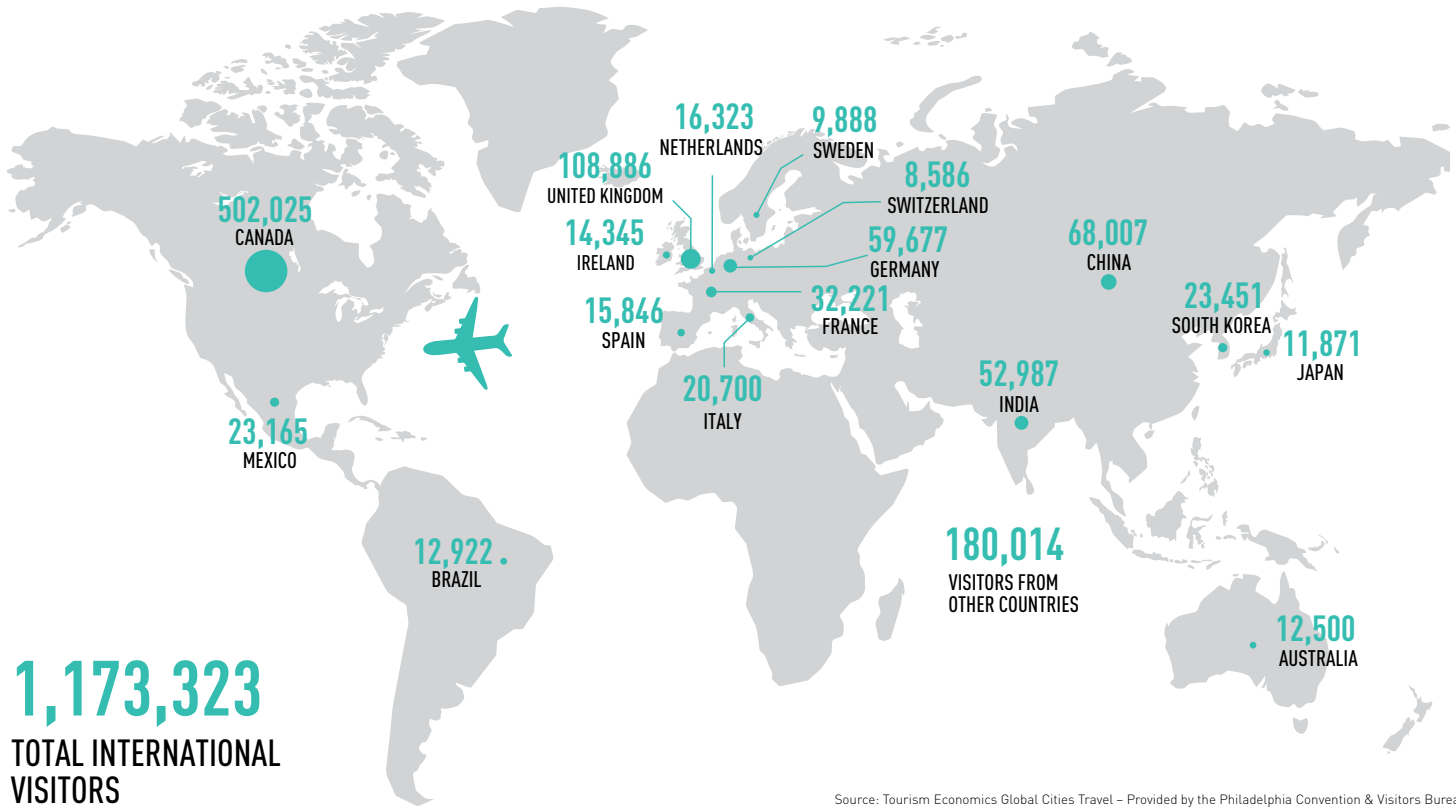 16,323
NETHERLANDS
9,888
SWEDEN
108,886
UNITED KINGDOM
8,586
SWITZERLAND
502,025
CANADA
14,345
IRELAND
59,677
GERMANY
68,007
CHINA
32,221
FRANCE
23,451
SOUTH KOREA
15,846
SPAIN
11,871
JAPAN
20,700
ITALY
52,987
INDIA
23,165
MEXICO
12,922
BRAZIL
180,014
VISITORS FROM
OTHER COUNTRIES
12,500
AUSTRALIA
1,173,323
TOTAL INTERNATIONAL
VISITORS
Source: Tourism Economics Global Cities Travel – Provided by the Philadelphia Convention & Visitors Burea